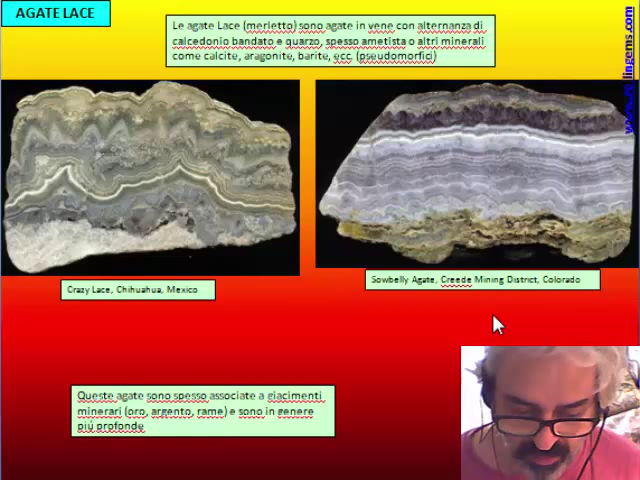 AGATE LACE
Le agate Lace (merletto) sono agate in vene con alternanza di
calcedonio bandato e quarzo, spesso ametista o altri minerali
come calcite, aragonite, barite, ecc. (pseudomorfici)
Crazy Lace, Chihuahua, Mexico
Sowbelly Agate, Creede Mining District, Colorado
Queste agate sono spesso associate a giacimenti
minerari (oro, argento, rame) e sono in genere
piú profonde